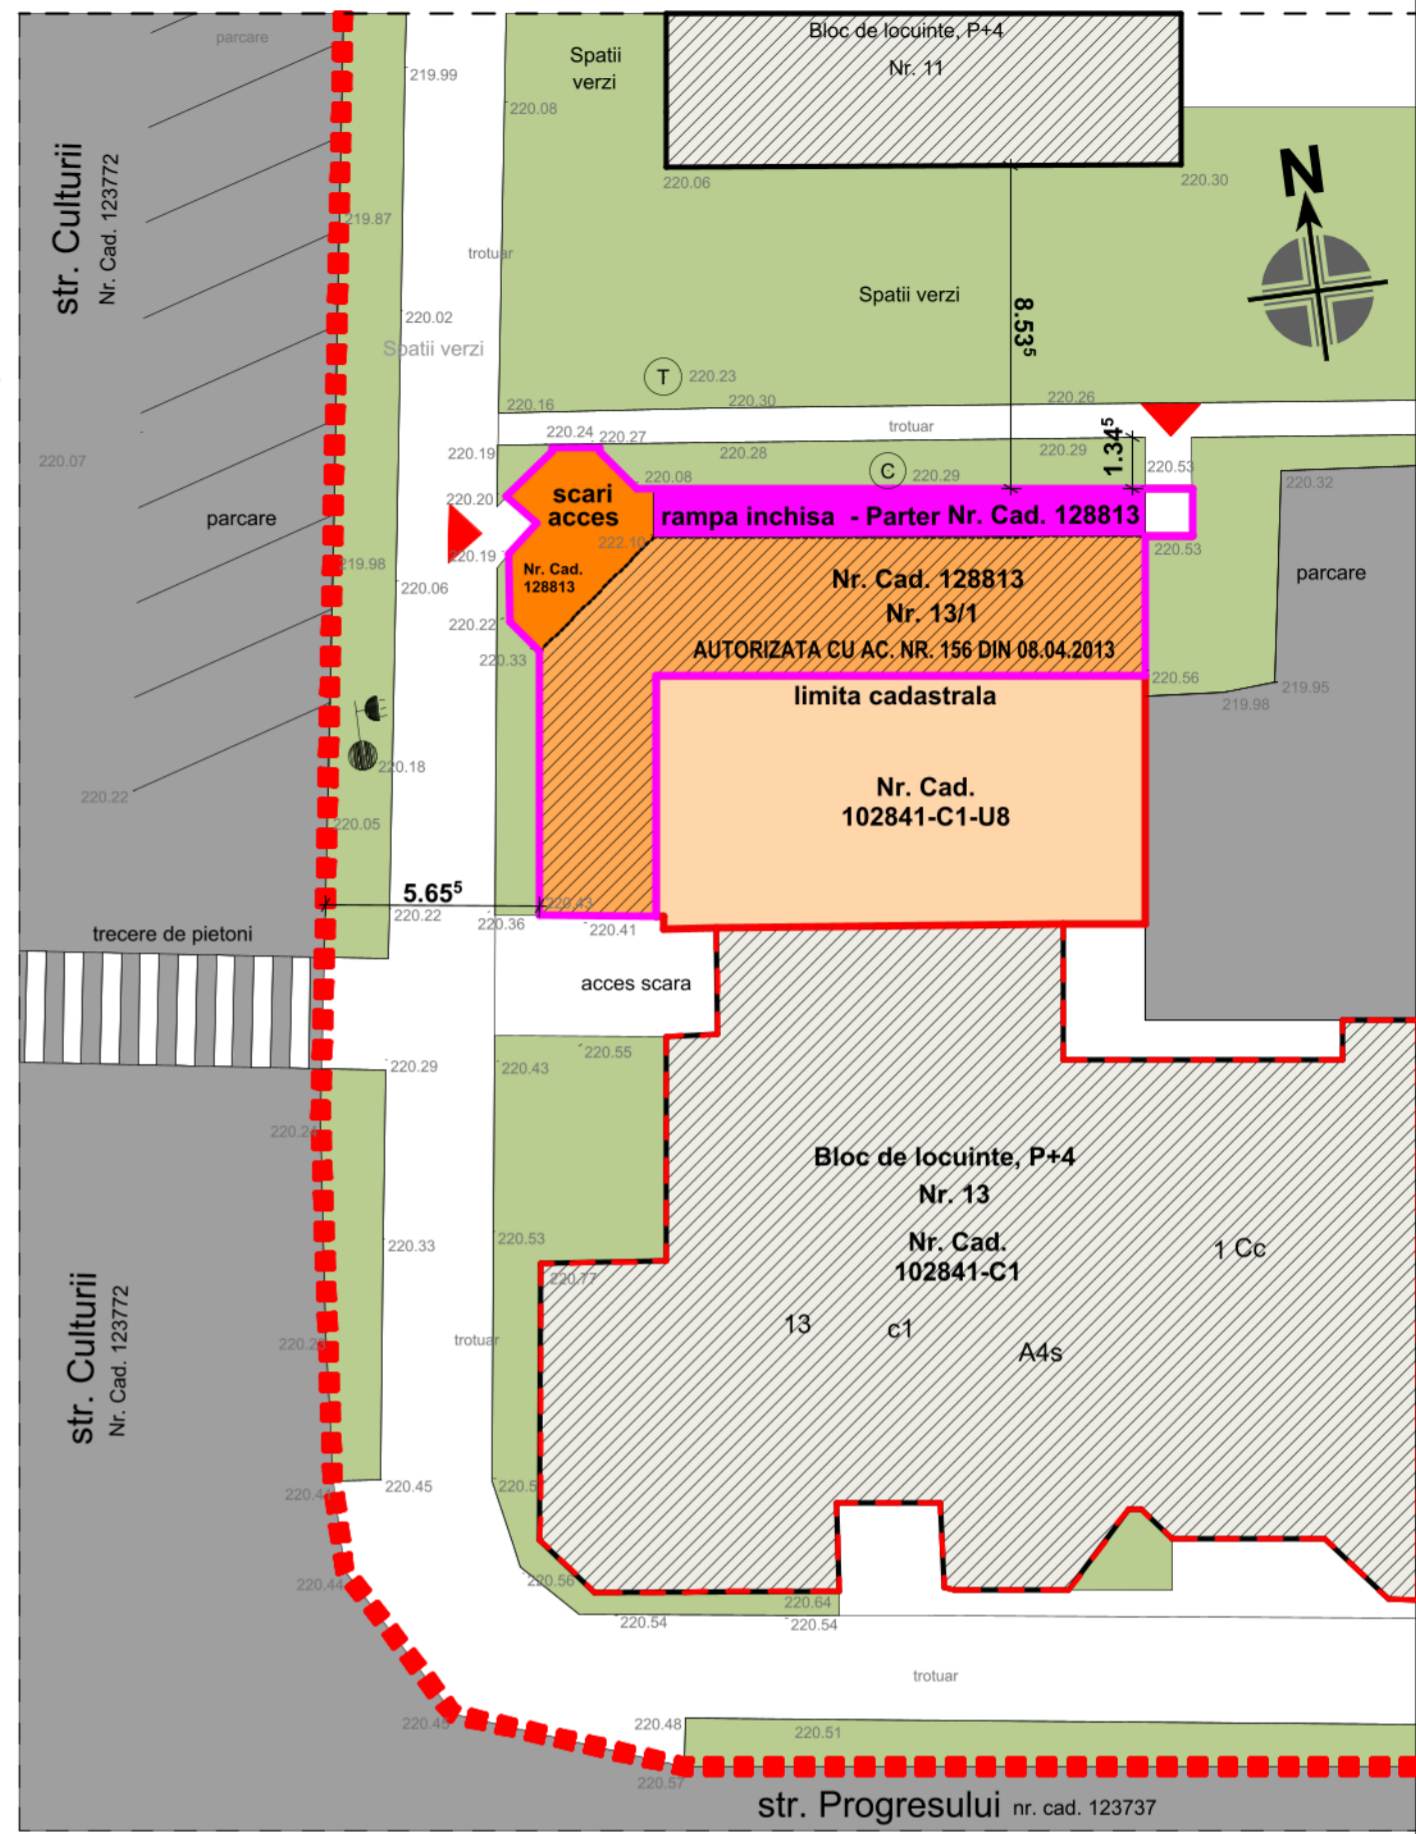 parcare
Bloc de locuinte, P+4
Nr. 11
Spatii
verzi
219.99
220.08
str. Culturii
Nr. Cad. 123772
220.06
220.30
N
219.87
trotuar
Spatii verzi
220.02
Spatii verzi
8.53⁵
T
220.23
220.30
220.26
220.16
trotuar
1.34⁵
220.24
220.27
220.19
220.28
220.29
220.07
220.08
C
220.29
220.53
220.32
220.20
scari
acces
parcare
rampa inchisa - Parter Nr. Cad. 128813
222.10
220.19
220.53
219.98
Nr. Cad.
128813
Nr. Cad. 128813
parcare
220.06
Nr. 13/1
220.22
AUTORIZATA CU AC. NR. 156 DIN 08.04.2013
220.33
220.56
219.95
limita cadastrala
219.98
220.18
Nr. Cad.
102841-C1-U8
220.22
220.05
5.65⁵
220.43
220.22
220.36
220.41
trecere de pietoni
acces scara
220.55
220.29
220.43
220.24
Bloc de locuinte, P+4
Nr. 13
220.53
220.33
Nr. Cad.
102841-C1
1 Cc
220.77
13
c1
A4s
trotuar
str. Culturii
Nr. Cad. 123772
220.45
220.44
220.56
220.64
220.54
220.54
trotuar
220.45
220.48
220.51
220.57
str. Progresului nr. cad. 123737